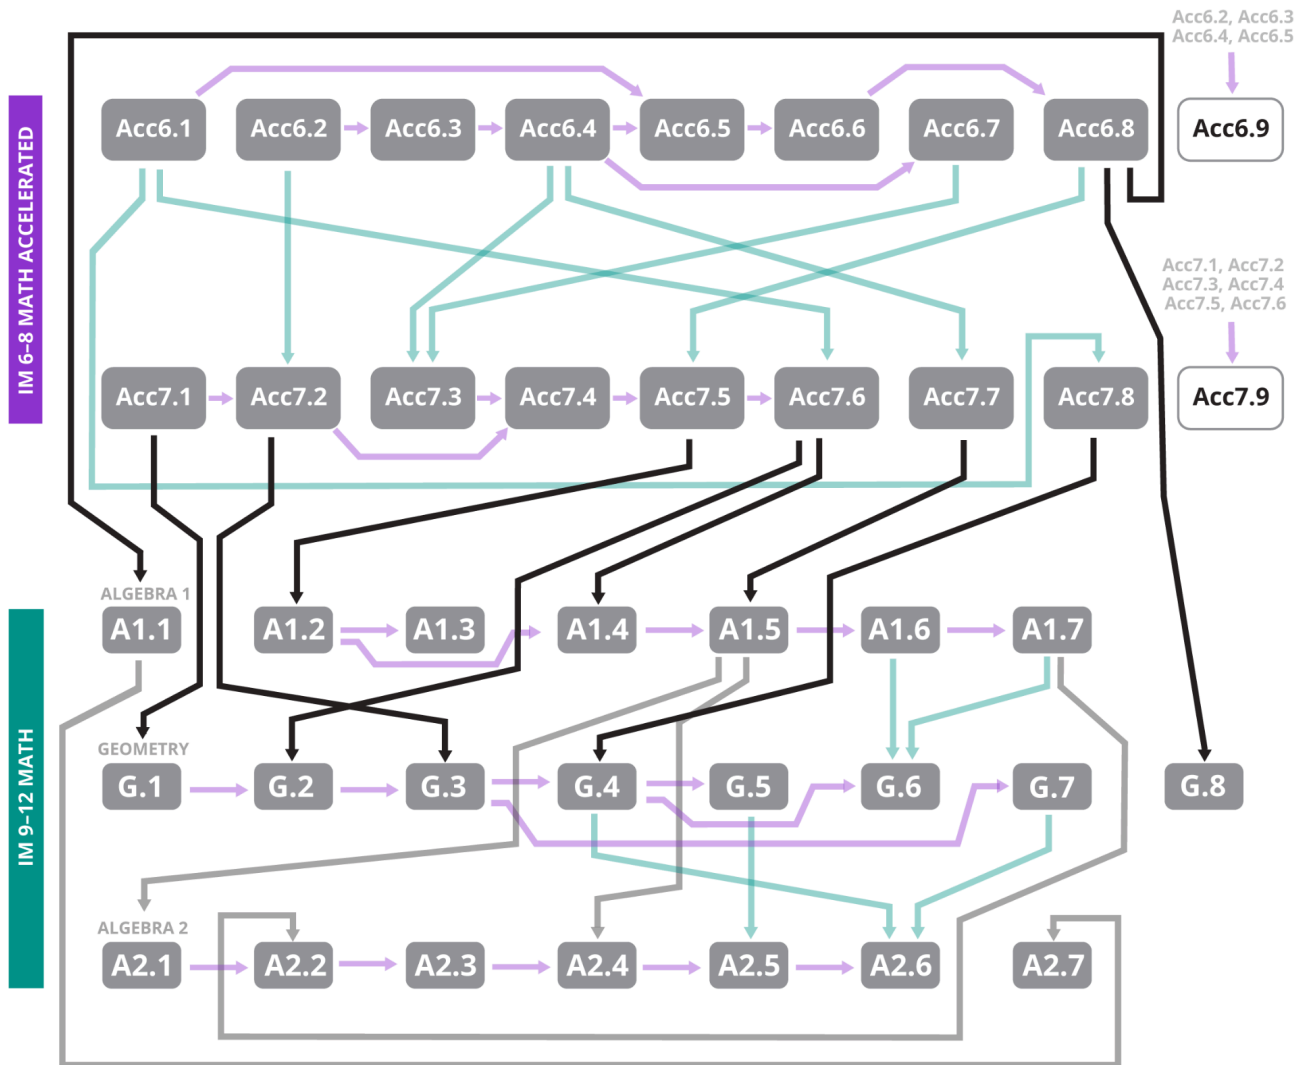 Acc6.2, Acc6.3
Acc6.4, Acc6.5
IM 6–8 MATH ACCELERATED
Acc6.1
Acc6.2
Acc6.3
Acc6.4
Acc6.5
Acc6.6
Acc6.7
Acc6.8
Acc6.9
Acc7.1, Acc7.2
Acc7.3, Acc7.4
Acc7.5, Acc7.6
Acc7.1
Acc7.2
Acc7.3
Acc7.4
Acc7.5
Acc7.6
Acc7.7
Acc7.8
Acc7.9
IM 9–12 MATH
ALGEBRA 1
A1.1
A1.2
A1.3
A1.4
A1.5
A1.6
A1.7
GEOMETRY
G.1
G.2
G.3
G.4
G.5
G.6
G.7
G.8
ALGEBRA 2
A2.1
A2.2
A2.3
A2.4
A2.5
A2.6
A2.7